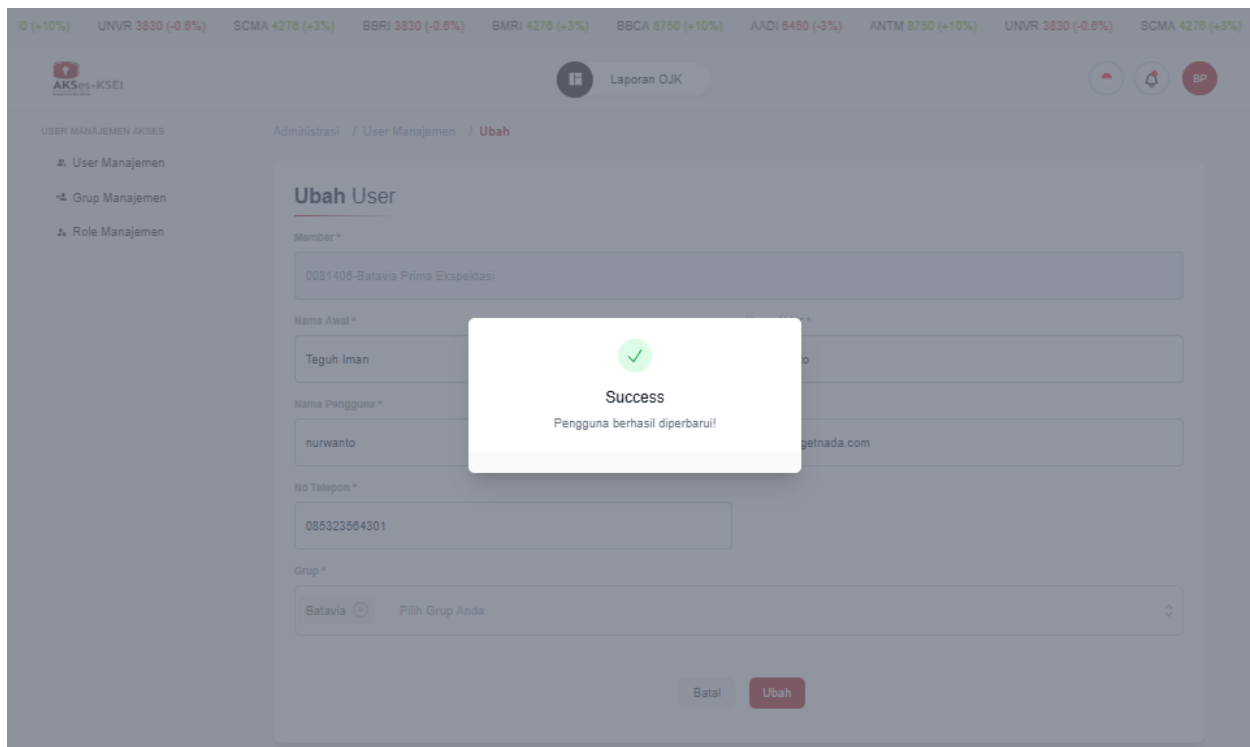 (+10%) UNVR 3830 (-0.6%) SCMA 4276 (+3%) BBRI 3830 (-0.6%) BMRI 4276 (+3%) BBCA 8750 (+10%) AADI 6450 (-3%) ANTM 8750 (+10%) UNVR 3830 (-0.6%) SCMA 4276 (+3%)
AKSes-KSEI
Laporan OJK
BP
USER MANAJEMEN AKSES
Administrasi / User Manajemen / Ubah
User Manajemen
Grup Manajemen
Role Manajemen
Ubah User
Member *
0081406-Batavia Prima Ekspektasi
Nama Awal *
Teguh Iman
Success
Pengguna berhasil diperbarui!
Nama Pengguna *
nurwanto
getnada.com
No Telepon *
085323564301
Grup *
Batavia Pilih Grup Anda
Batal Ubah